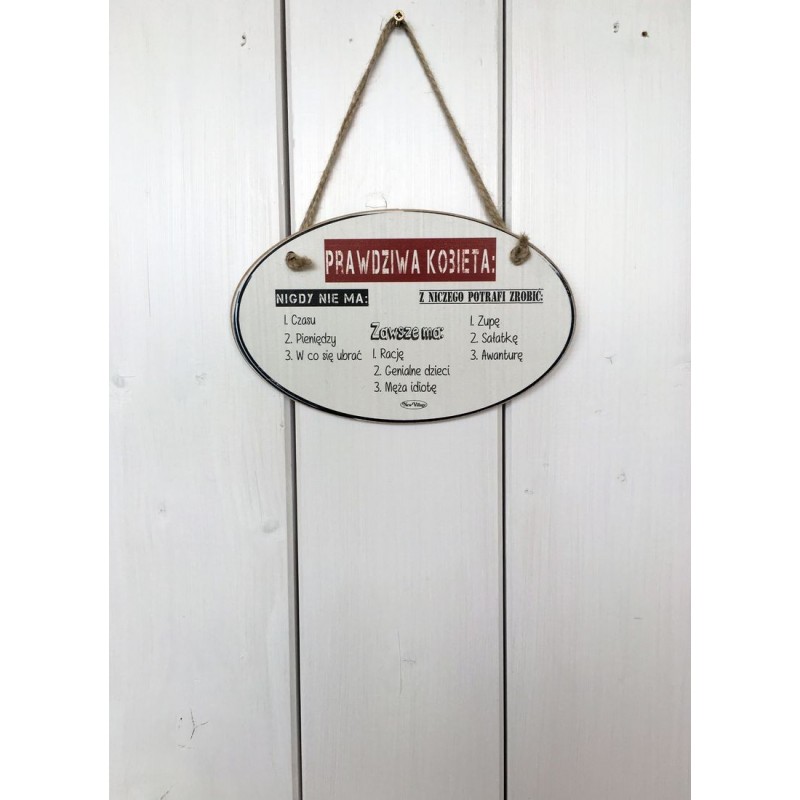 PRAWDZIWA KOBIETA:
NIGDY NIE MA:
1. Czasu
2. Pieniędzy
3. W co się ubrać
Zawsze ma:
1. Rację
2. Genialne dzieci
3. Męża idiotę
Z NICZEGO POTRAFI ZROBIĆ:
1. Zupę
2. Sałatkę
3. Awanturę